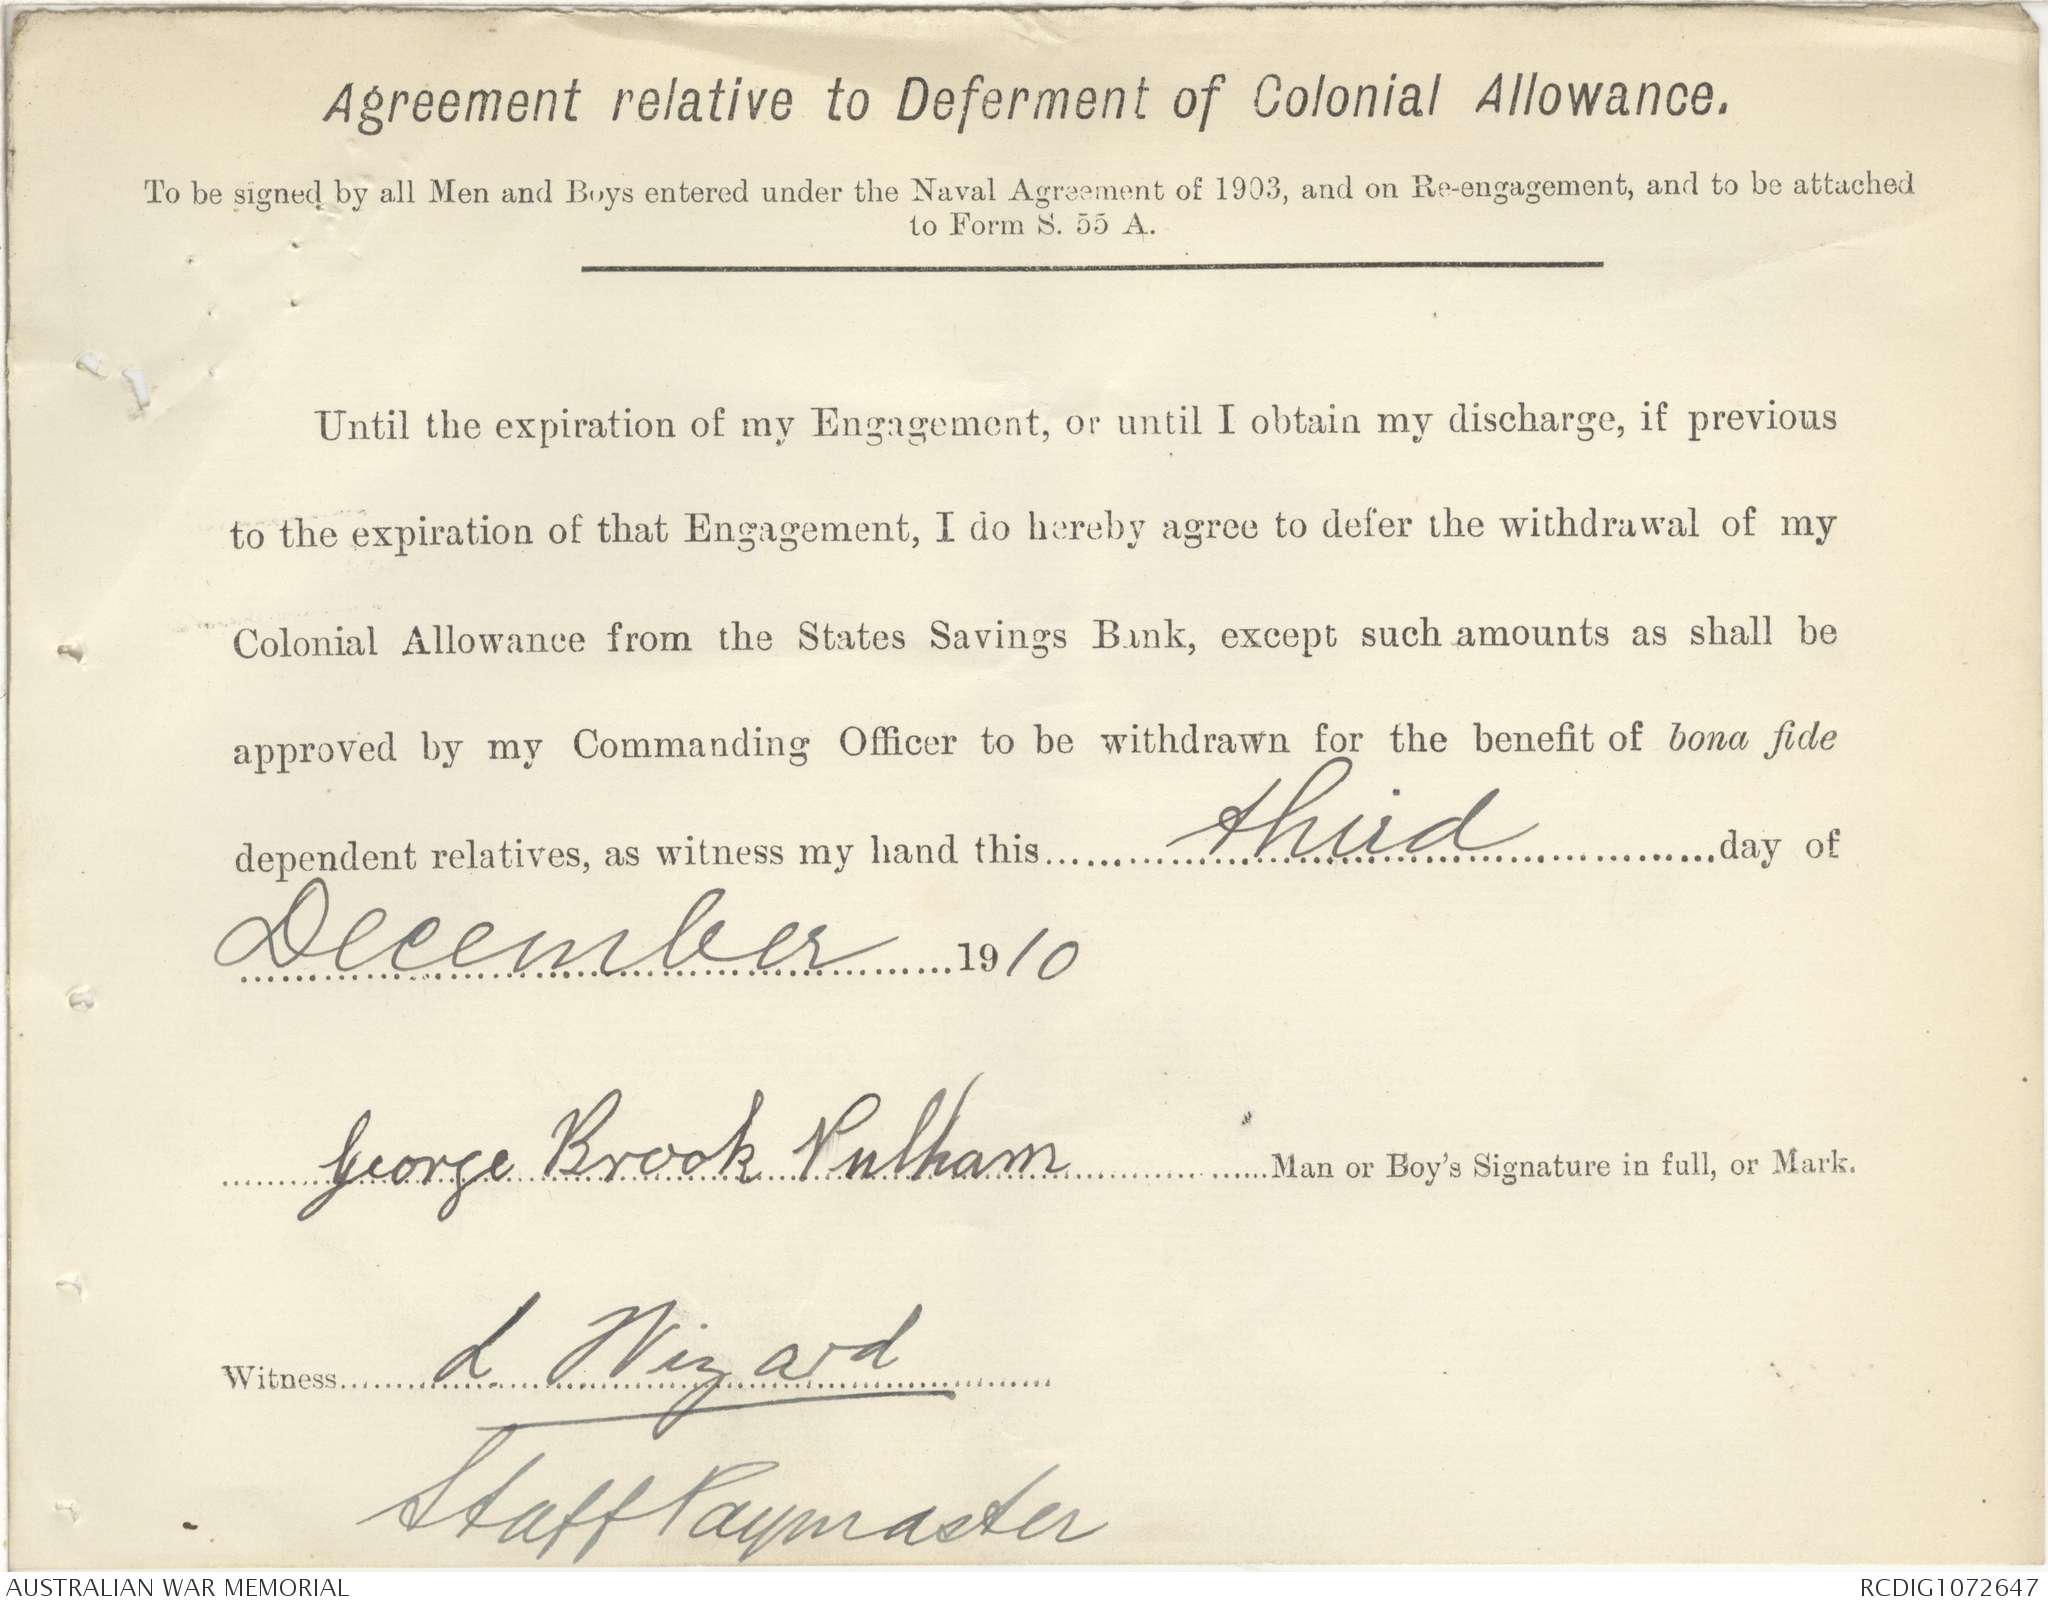 Agreement relative to Deferment of Colonial Allowance.
To be signed by all Men and Boys entered under the Naval Agreement of 1903, and on Re-engagement, and to be attached
to Form S. 55 A.
Until the expiration of my Engagement, or until I obtain my discharge, if previous
to the expiration of that Engagement, I do hereby agree to defer the withdrawal of my
Colonial Allowance from the States Savings Bank, except such amounts as shall be
approved by my Commanding Officer to be withdrawn for the benefit of bona fide
dependent relatives, as witness my hand this third day of
December 1910
George Brook Pulham Man or Boy's Signature in full, or Mark.
Witness L Wizard
Staff Paymaster
AUSTRALIAN WAR MEMORIAL RCDIG1072647